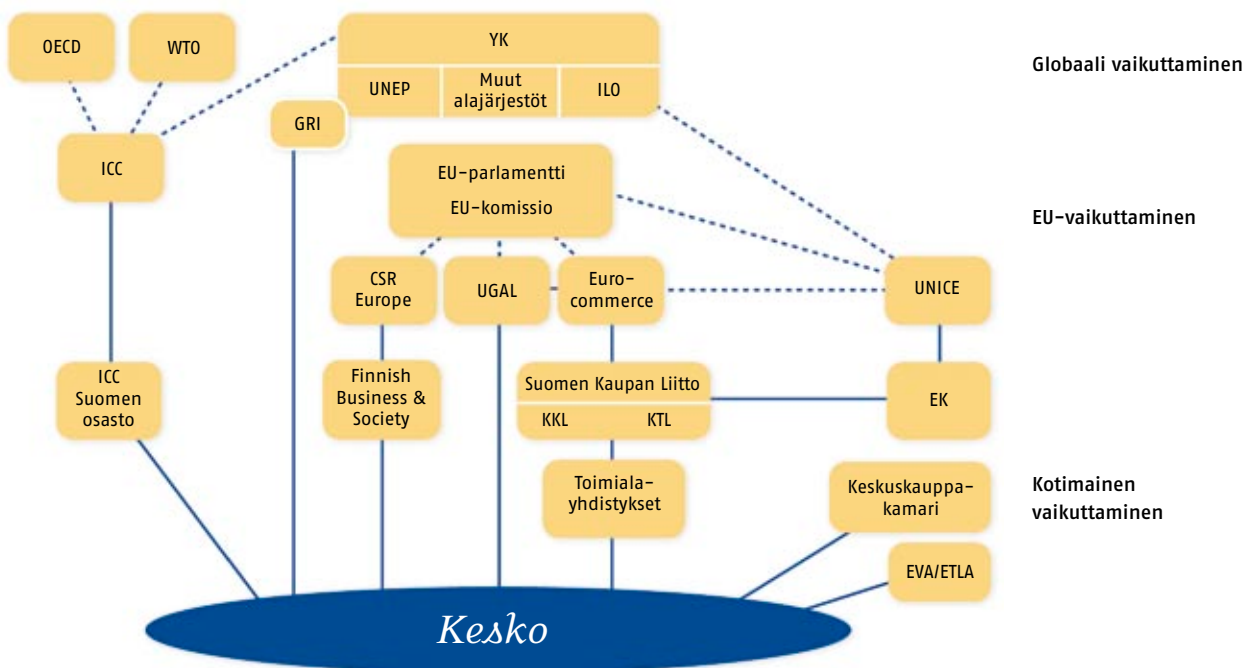 OECD
WTO
YK
UNEP
Muut
alajärjestöt
ILO
Globaali vaikuttaminen
GRI
ICC
EU-parlamentti
EU-komissio
EU-vaikuttaminen
CSR
Europe
UGAL
Euro-
commerce
UNICE
ICC
Suomen
osasto
Finnish
Business &
Society
Suomen Kaupan Liitto
KKL
KTL
EK
Toimiala-
yhdistykset
Keskuskauppa-
kamari
Kotimainen
vaikuttaminen
EVA/ETLA
Kesko